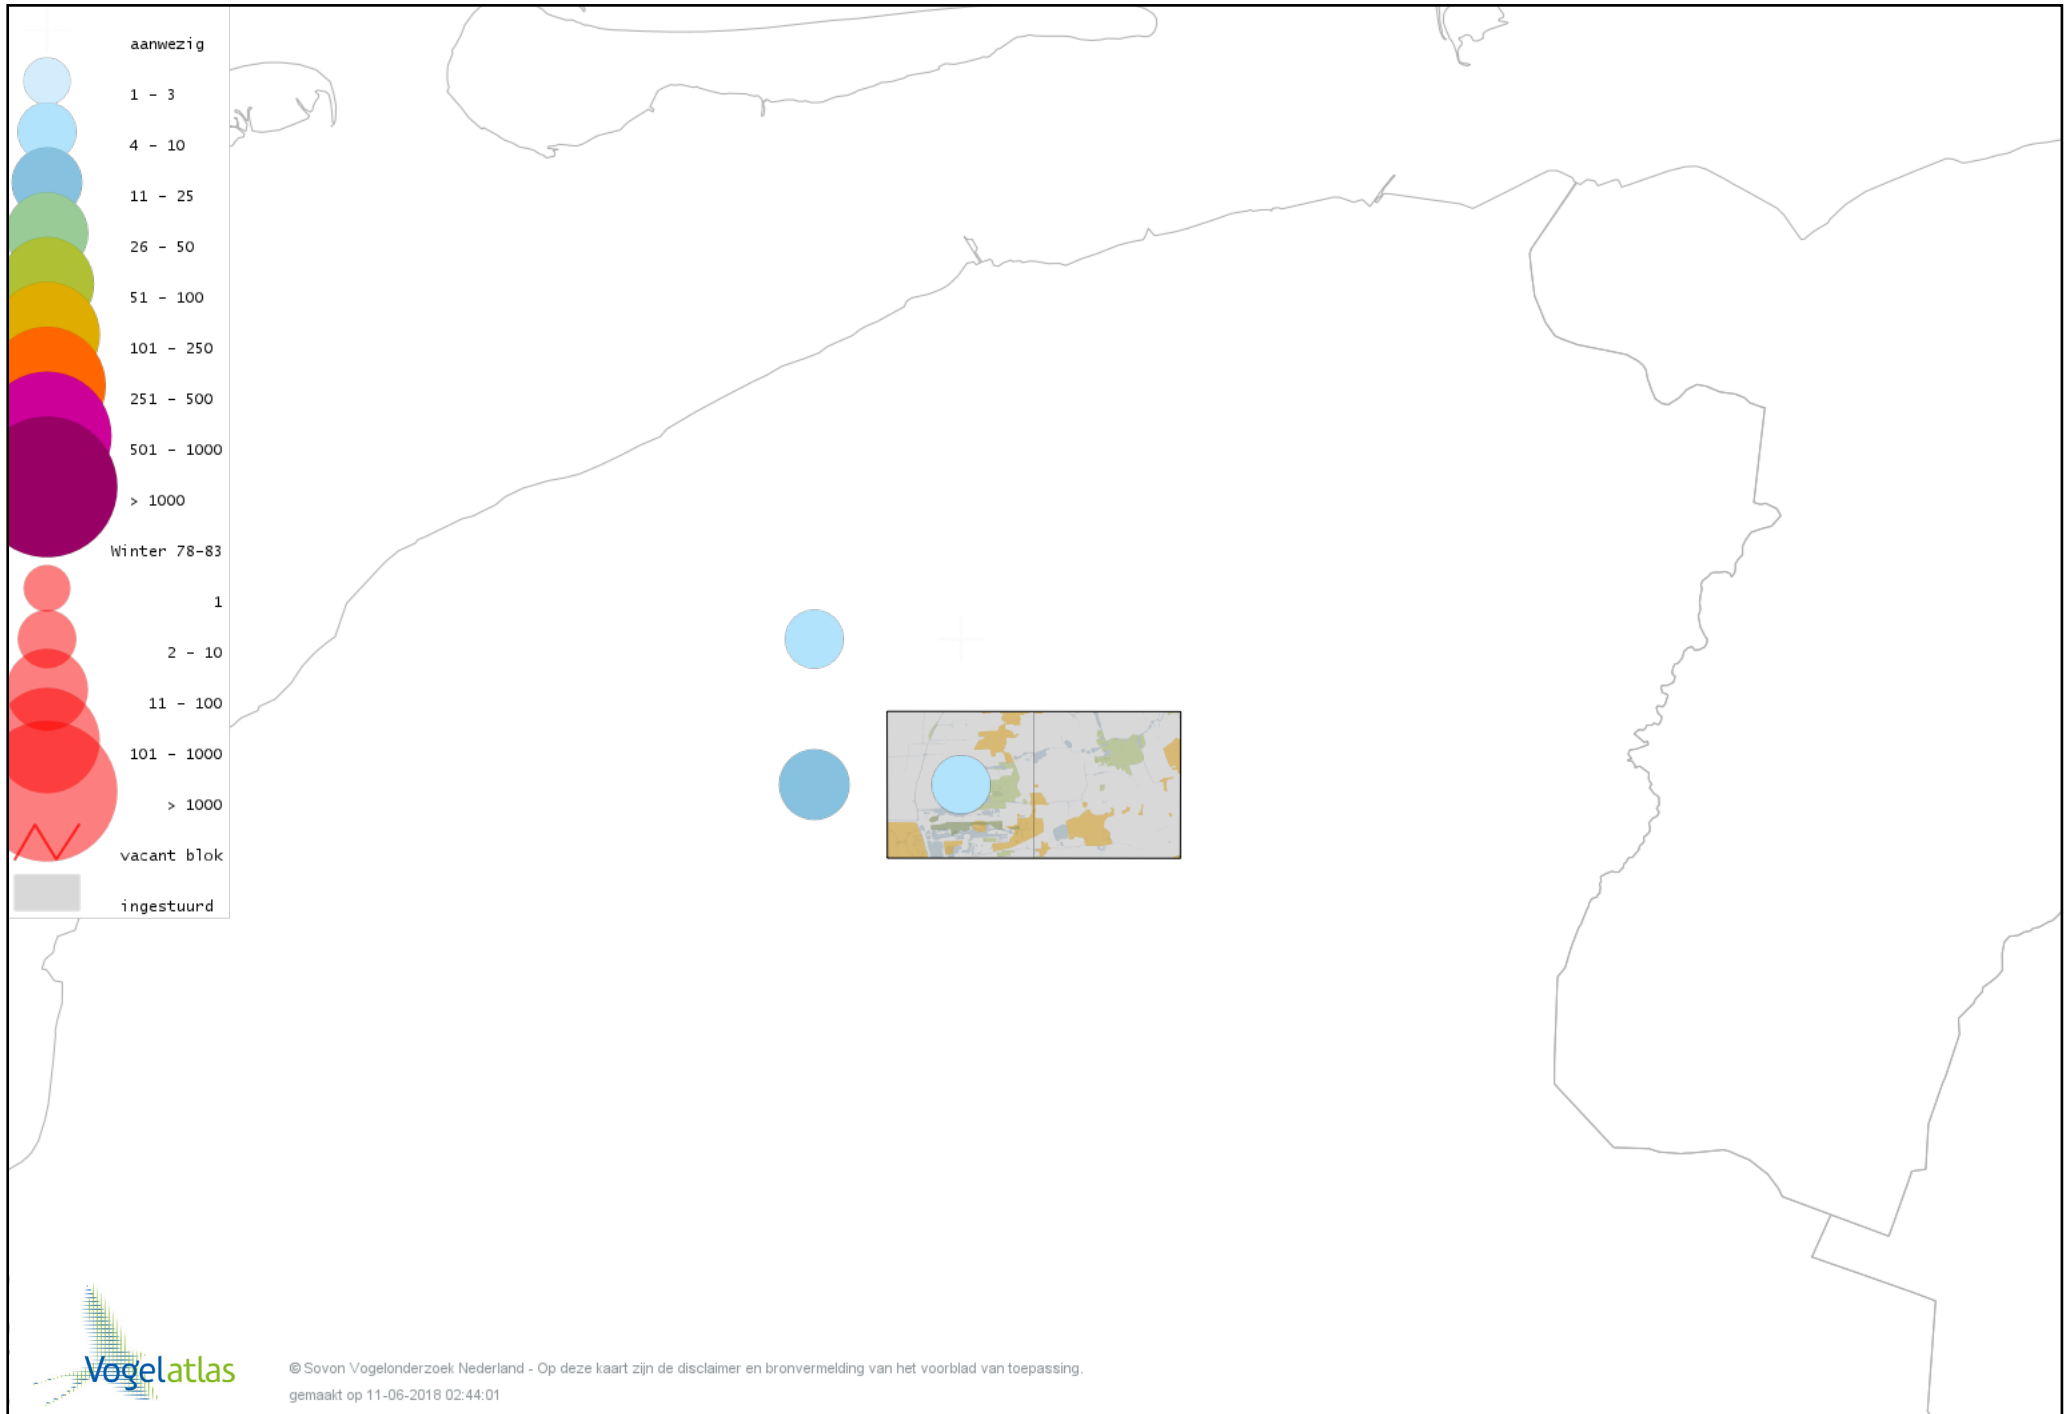 aanwezig
1 - 3
4 - 10
11 - 25
26 - 50
51 - 100
101 - 250
251 - 500
501 - 1000
> 1000
Winter 78-83
1
2 - 10
11 - 100
101 - 1000
> 1000
vacant blok
ingestuurd
Vogelatlas
© Sovon Vogelonderzoek Nederland - Op deze kaart zijn de disclaimer en bronvermelding van het voorblad van toepassing.
gemaakt op 11-06-2018 02:44:01